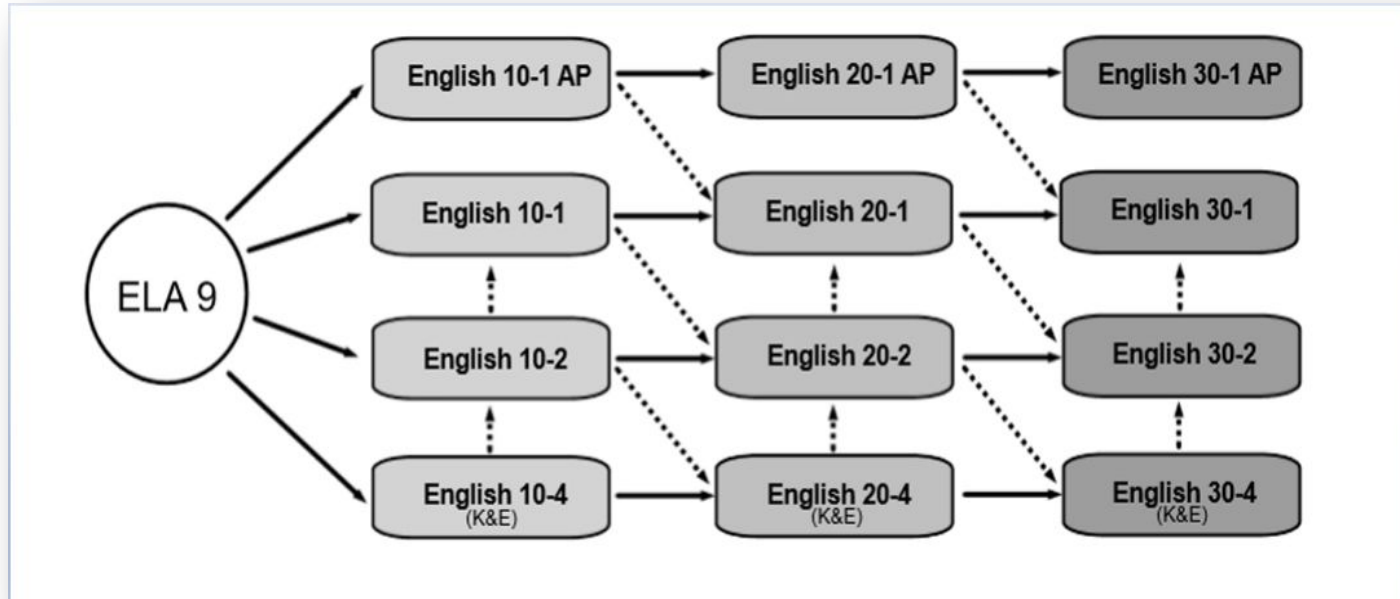 English 10-1 AP
English 20-1 AP
English 30-1 AP
English 10-1
English 20-1
English 30-1
ELA 9
English 10-2
English 20-2
English 30-2
English 10-4
(K&E)
English 20-4
(K&E)
English 30-4
(K&E)